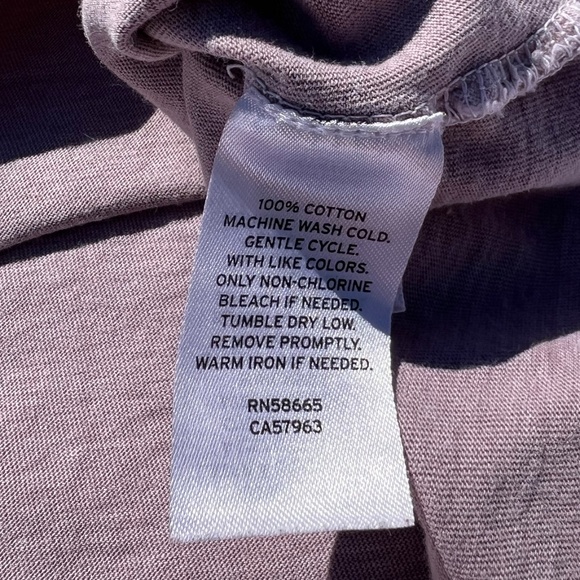 100% COTTON
MACHINE WASH COLD.
GENTLE CYCLE.
WITH LIKE COLORS.
ONLY NON-CHLORINE
BLEACH IF NEEDED.
TUMBLE DRY LOW.
REMOVE PROMPTLY.
WARM IRON IF NEEDED.
RN58665
CA57963